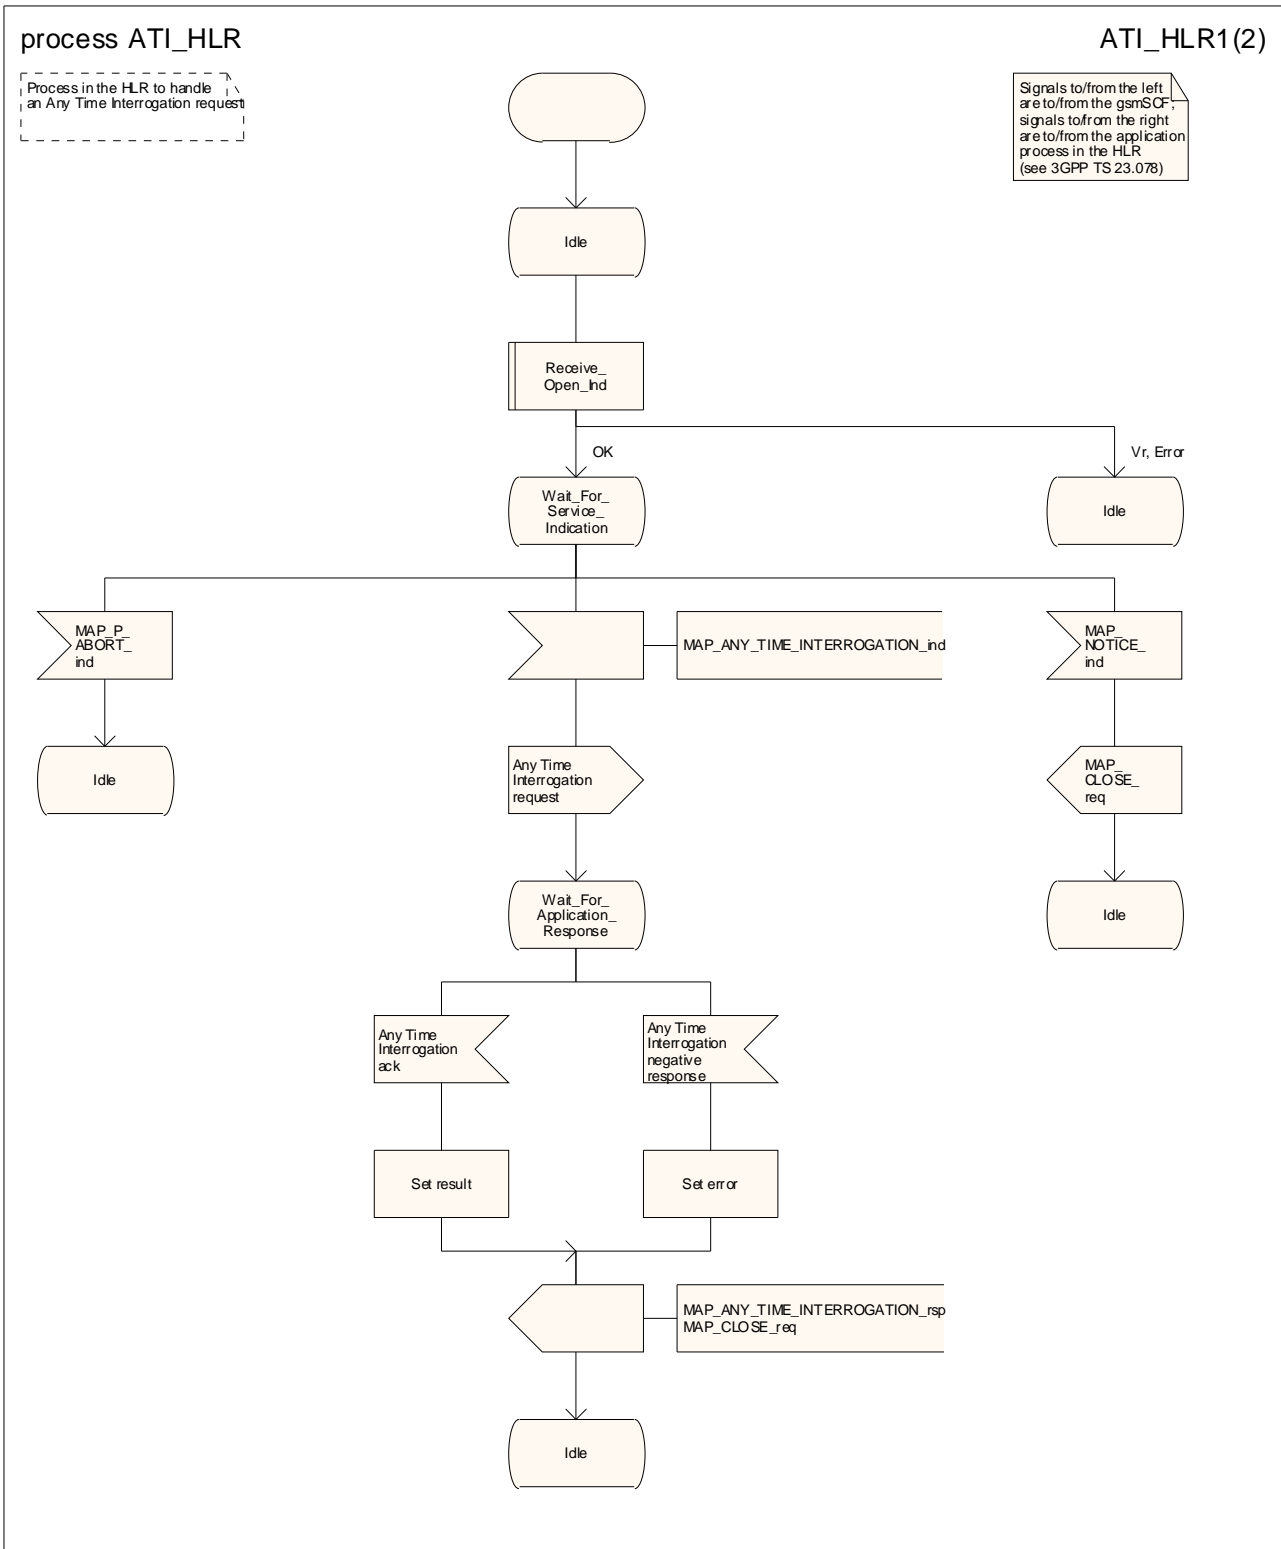 process ATI_HLR
ATI_HLR1(2)
Process in the HLR to handle
an Any Time Interrogation request
Signals to/from the left
are to/from the gsmSCF;
signals to/from the right
are to/from the application
process in the HLR
(see 3GPP TS 23.078)
Idle
Receive_
Open_Ind
OK
Vr, Error
Wait_For_
Service_
Indication
Idle
MAP_P_
ABORT_
ind
MAP_ANY_TIME_INTERROGATION_ind
MAP_
NOTICE_
ind
Idle
Any Time
Interrogation
request
MAP_
CLOSE_
req
Wait_For_
Application_
Response
Idle
Any Time
Interrogation
ack
Any Time
Interrogation
negative
response
Set result
Set error
MAP_ANY_TIME_INTERROGATION_rsp
MAP_CLOSE_req
Idle